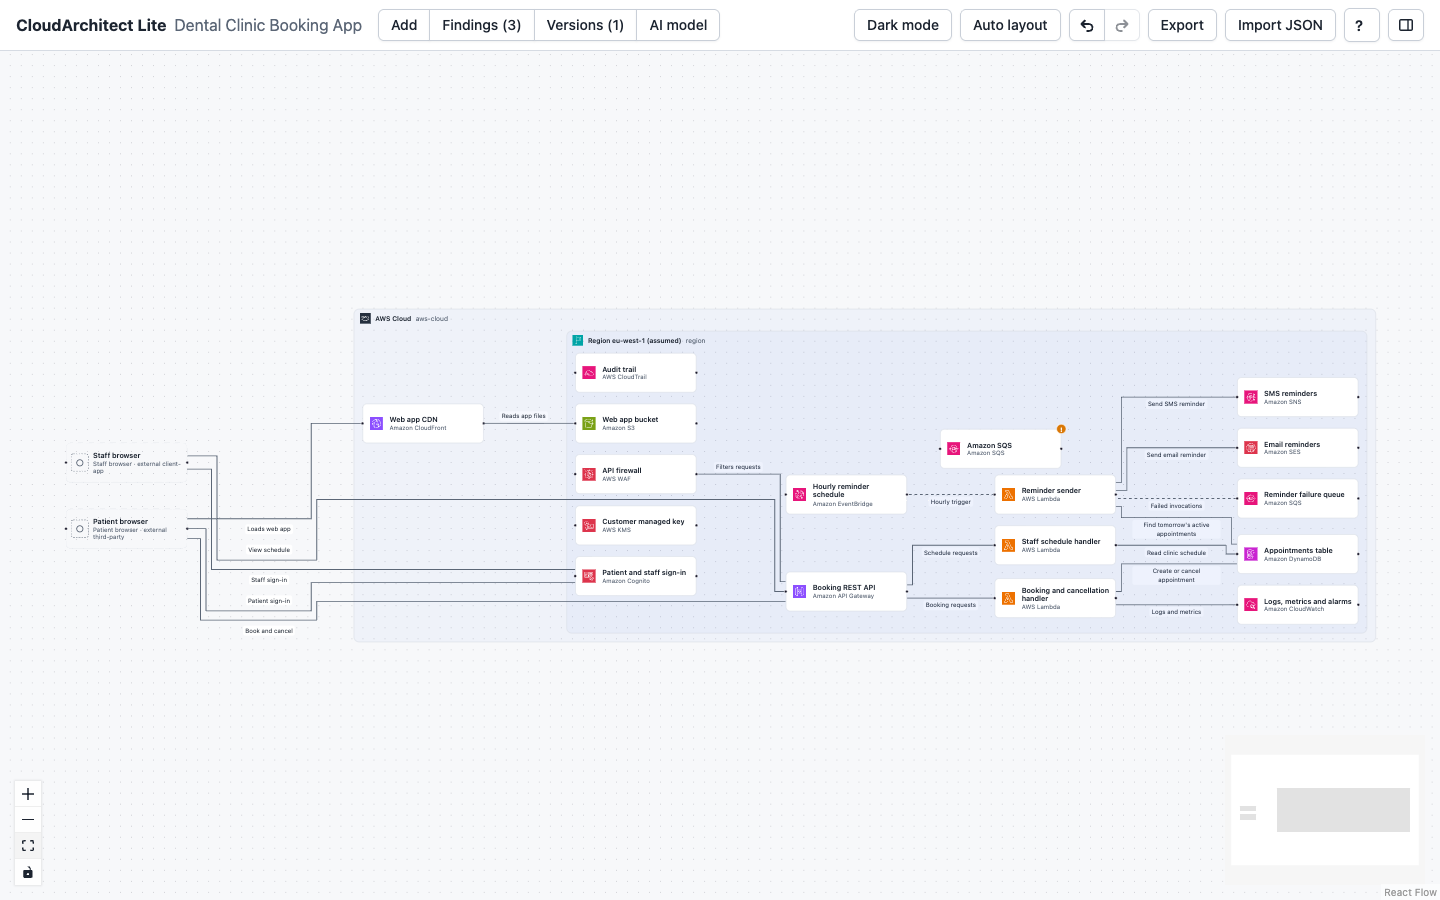 CloudArchitect Lite Dental Clinic Booking App Add Findings (3) Versions (1) AI model Dark mode Auto layout Export Import JSON ?
AWS Cloud aws-cloud
Region eu-west-1 (assumed) region
Audit trail
AWS CloudTrail
Web app CDN
Amazon CloudFront
Reads app files
Web app bucket
Amazon S3
API firewall
AWS WAF
Filters requests
Customer managed key
AWS KMS
Patient and staff sign-in
Amazon Cognito
Staff browser
Staff browser · external client-
app
Patient browser
Patient browser · external
third-party
Loads web app
View schedule
Staff sign-in
Patient sign-in
Book and cancel
Hourly reminder
schedule
Amazon EventBridge
Hourly trigger
Booking REST API
Amazon API Gateway
Schedule requests
Booking requests
Amazon SQS
Amazon SQS
!
Reminder sender
AWS Lambda
Staff schedule handler
AWS Lambda
Booking and cancellation
handler
AWS Lambda
Send SMS reminder
Send email reminder
Failed invocations
Find tomorrow's active
appointments
Read clinic schedule
Create or cancel
appointment
Logs and metrics
SMS reminders
Amazon SNS
Email reminders
Amazon SES
Reminder failure queue
Amazon SQS
Appointments table
Amazon DynamoDB
Logs, metrics and alarms
Amazon CloudWatch
React Flow